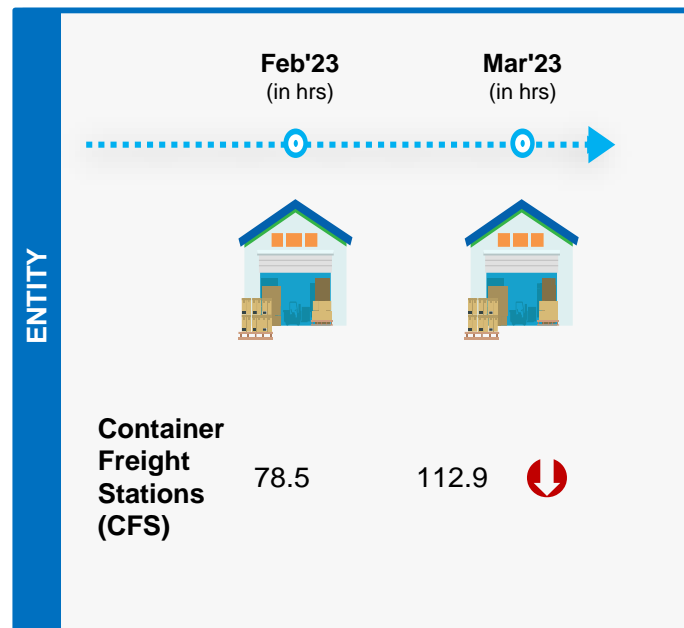 Feb'23
(in hrs)
Mar'23
(in hrs)
ENTITY
Container
Freight
Stations
(CFS)
78.5
112.9